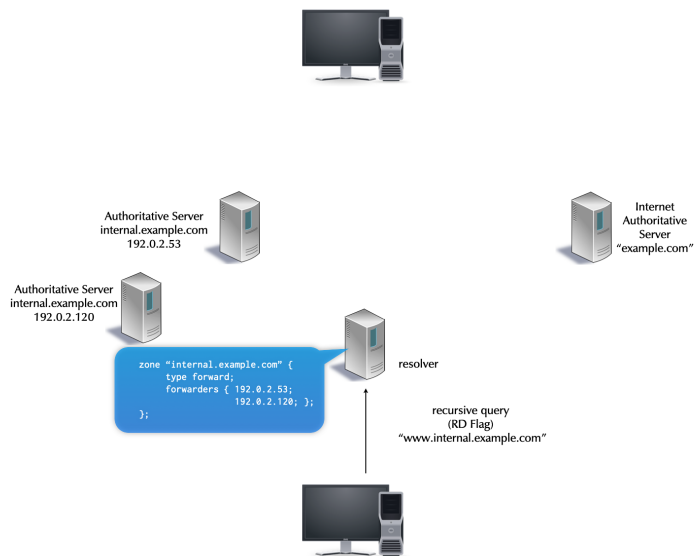 Authoritative Server
internal.example.com
192.0.2.53
Internet
Authoritative
Server
“example.com”
Authoritative Server
internal.example.com
192.0.2.120
zone “internal.example.com” {
type forward;
forwarders { 192.0.2.53;
192.0.2.120; };
};
resolver
recursive query
(RD Flag)
“www.internal.example.com”